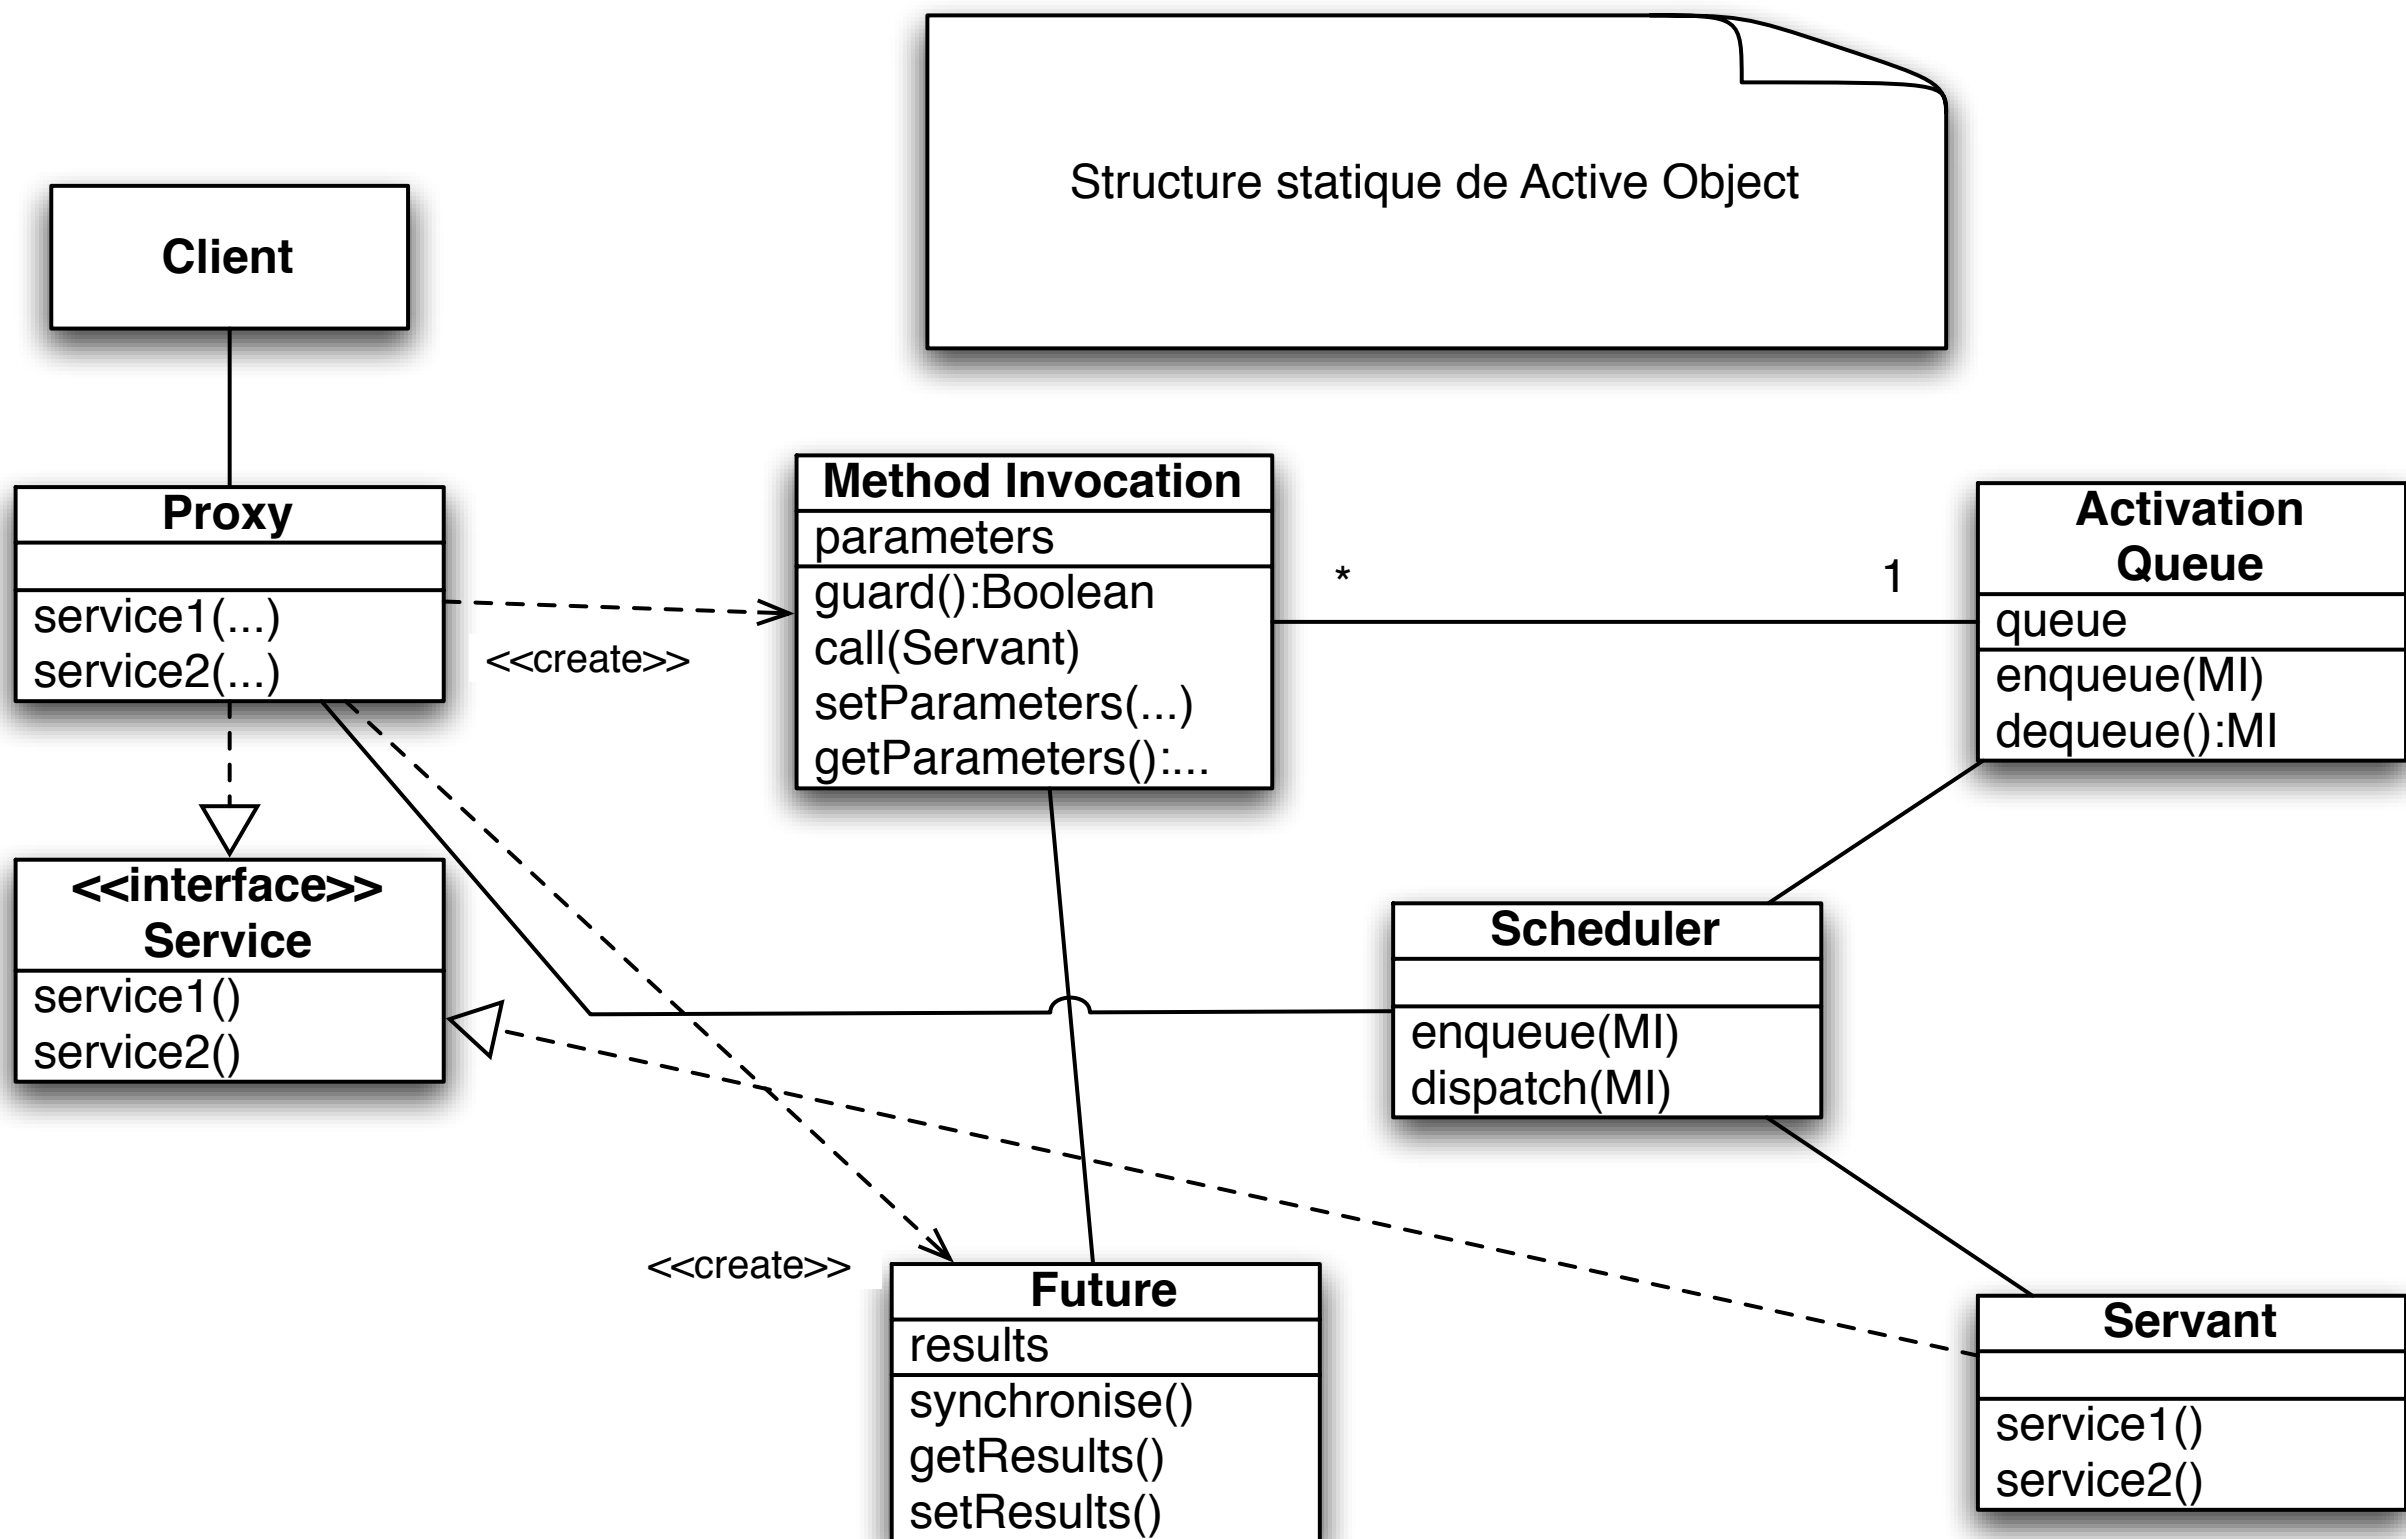 Structure statique de Active Object
Client
Proxy
service1(...)
service2(...)
<<create>>
Method Invocation
parameters
guard():Boolean
call(Servant)
setParameters(...)
getParameters():...
*
1
Activation
Queue
queue
enqueue(MI)
dequeue():MI
<<interface>>
Service
service1()
service2()
Scheduler
enqueue(MI)
dispatch(MI)
<<create>>
Future
results
synchronise()
getResults()
setResults()
Servant
service1()
service2()